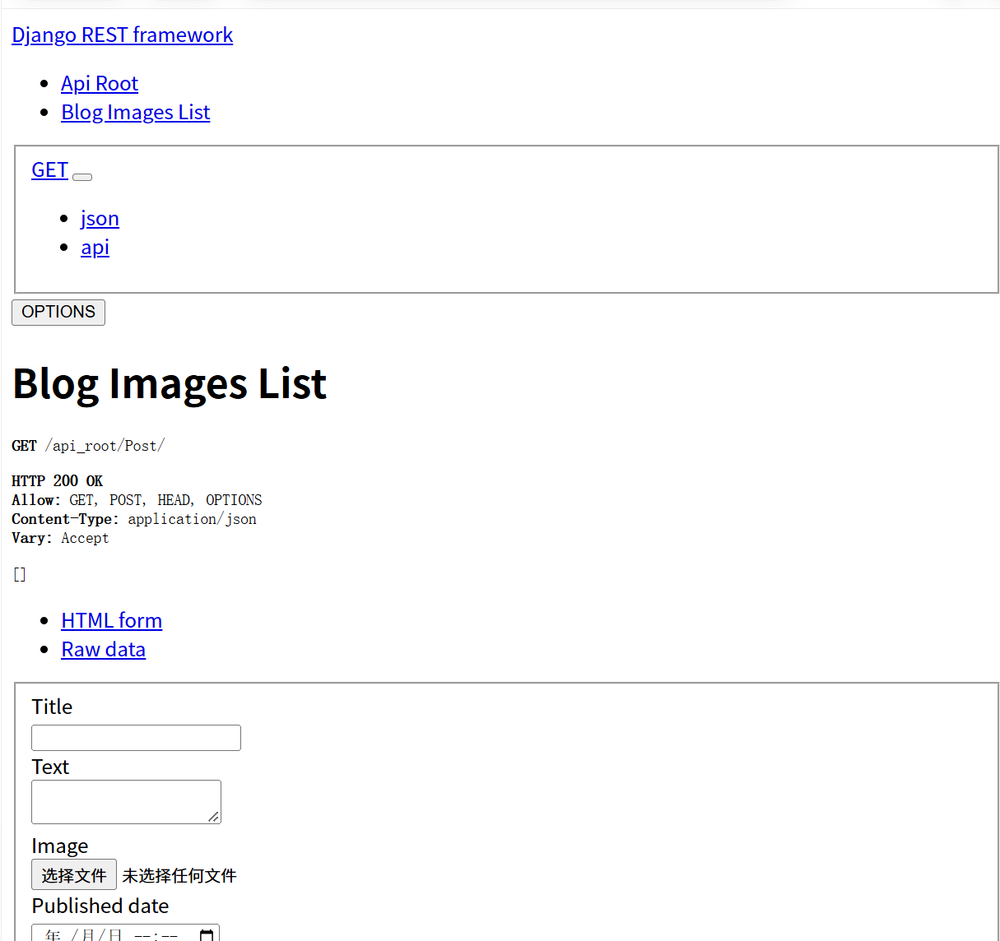 Django REST framework
Api Root
Blog Images List
GET
json
api
OPTIONS
Blog Images List
GET /api_root/Post/
HTTP 200 OK
Allow: GET, POST, HEAD, OPTIONS
Content-Type: application/json
Vary: Accept
[]
HTML form
Raw data
Title
Text
Image
选择文件 未选择任何文件
Published date
年 /月/日 --:--